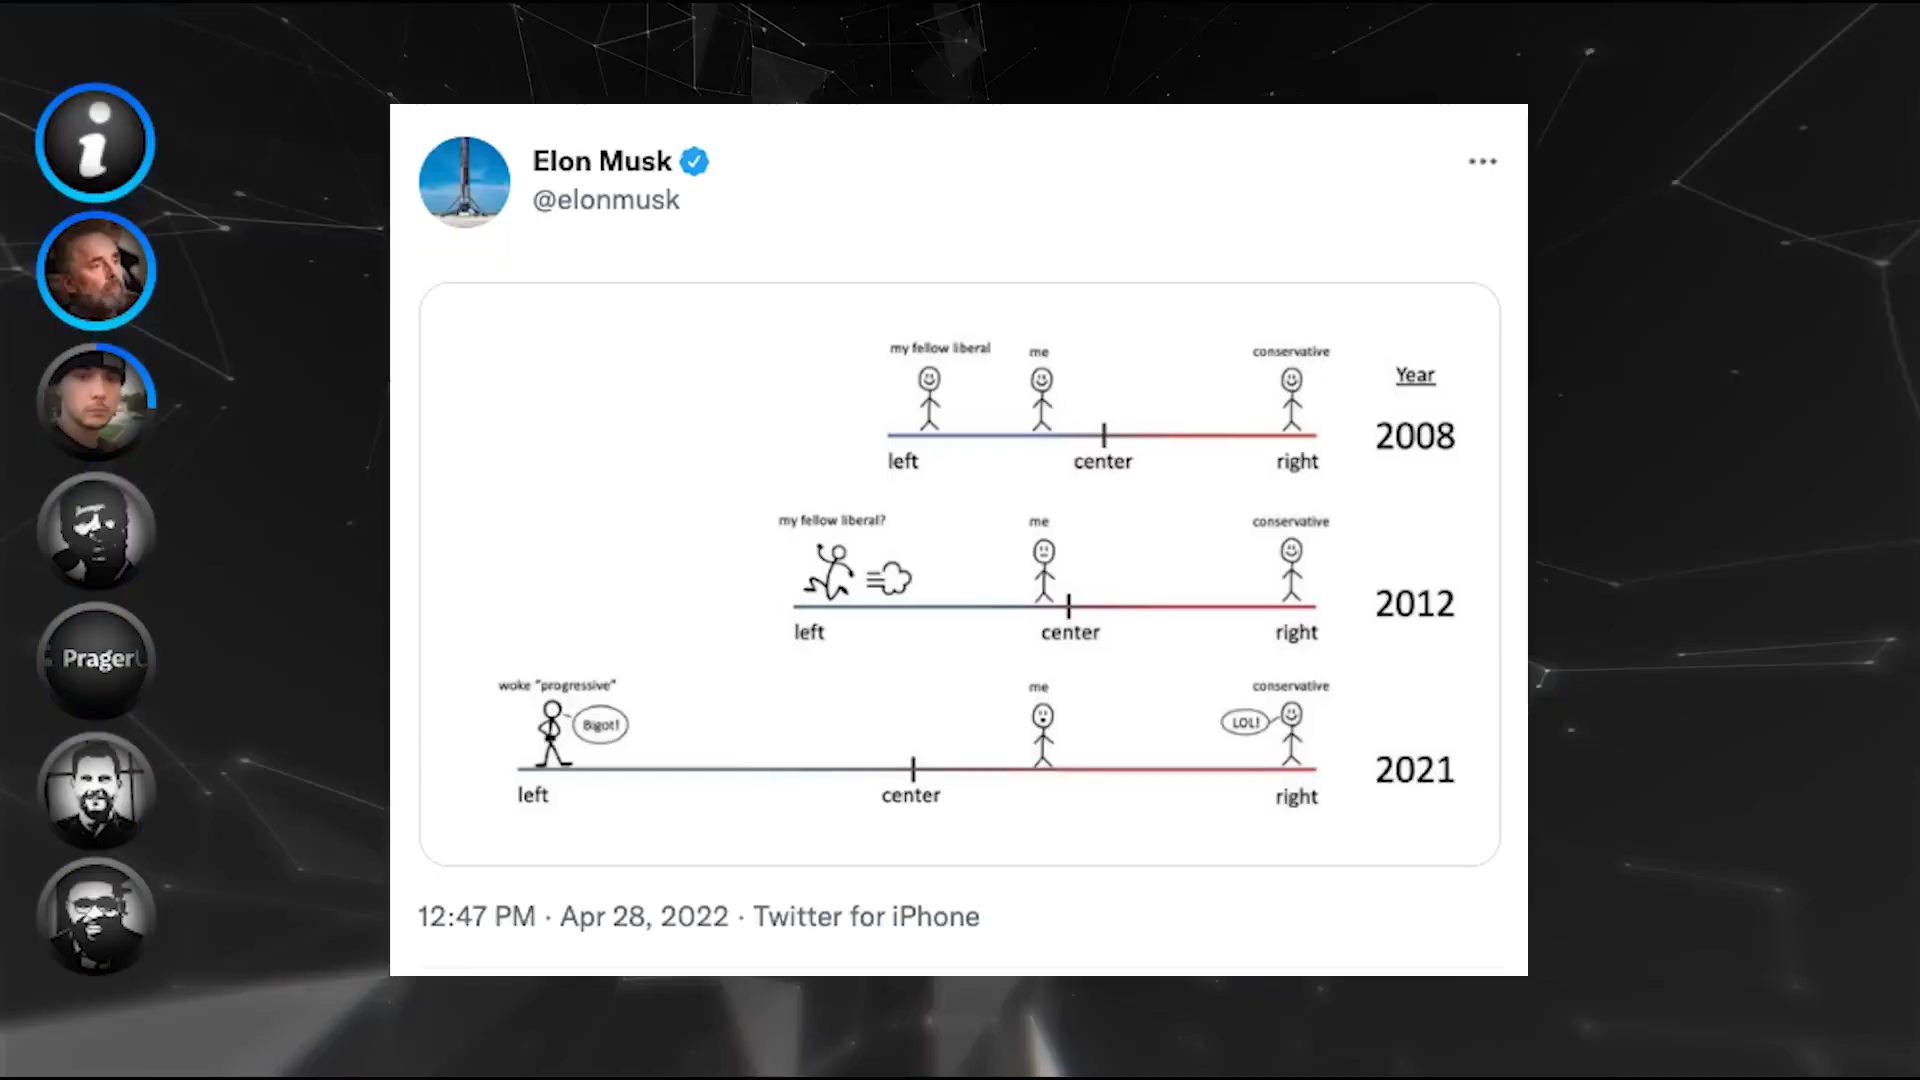 Elon Musk
@elonmusk
my fellow liberal
me
conservative
Year
left
center
right
2008
my fellow liberal?
me
conservative
left
center
right
2012
woke "progressive"
me
conservative
Bigot!
LOL!
left
center
right
2021
12:47 PM · Apr 28, 2022 · Twitter for iPhone
i
PragerU